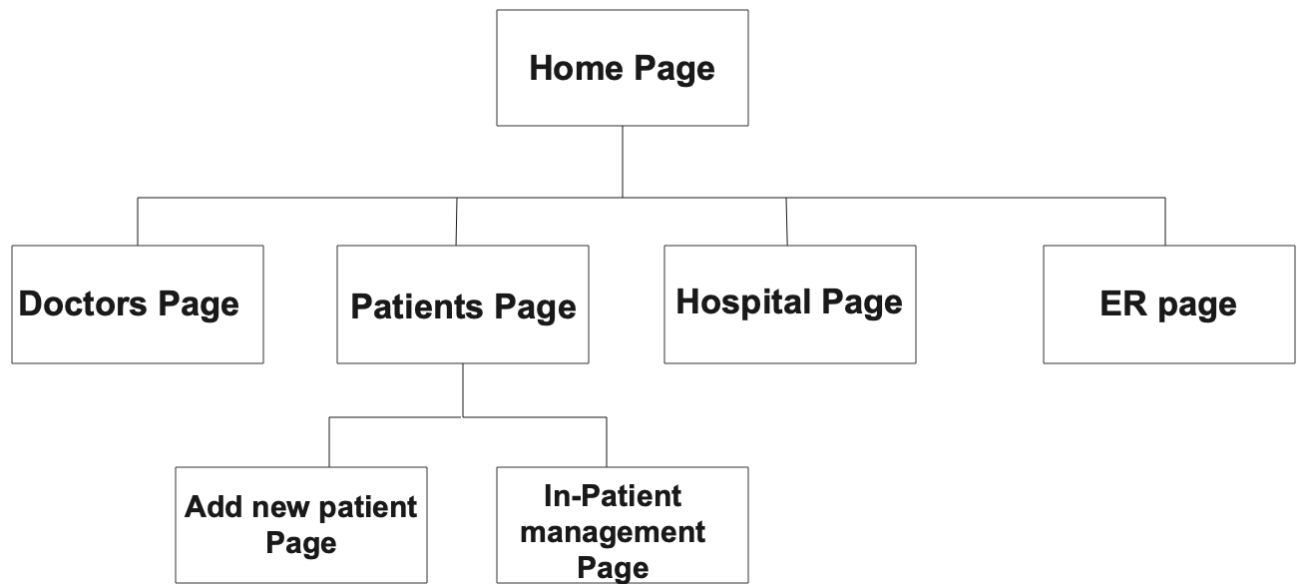 Home Page
Doctors Page
Patients Page
Hospital Page
ER page
Add new patient
Page
In-Patient
management
Page